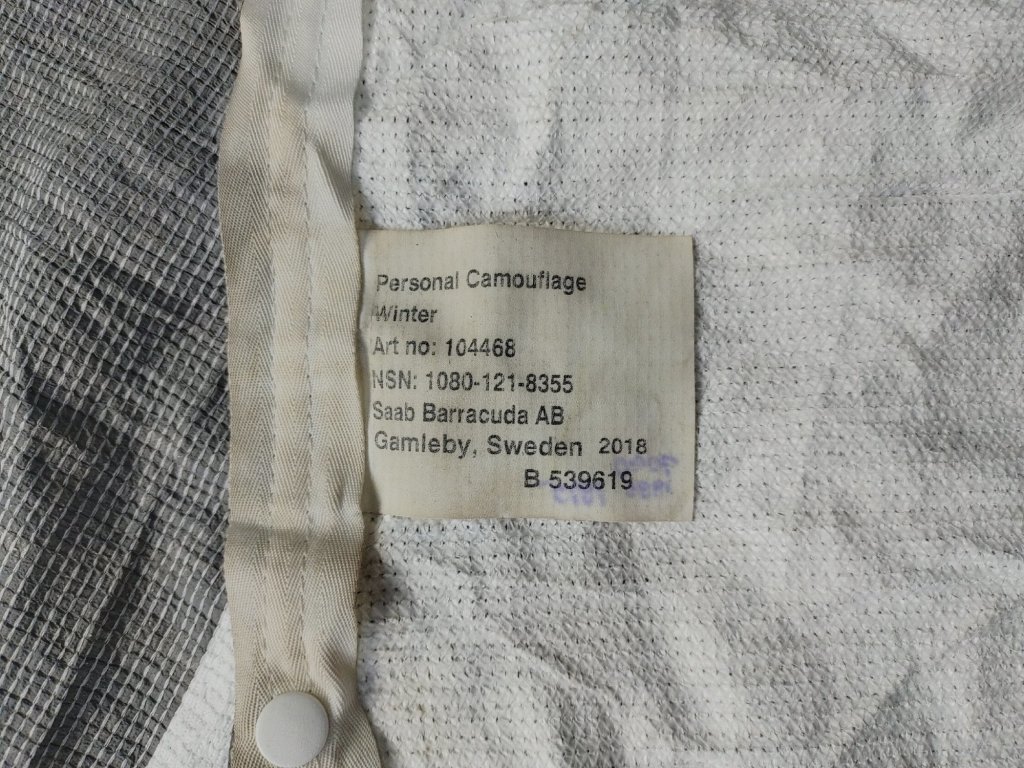 Personal Camouflage
Winter
Art no: 104468
NSN: 1080-121-8355
Saab Barracuda AB
Gamleby, Sweden 2018
B 539619